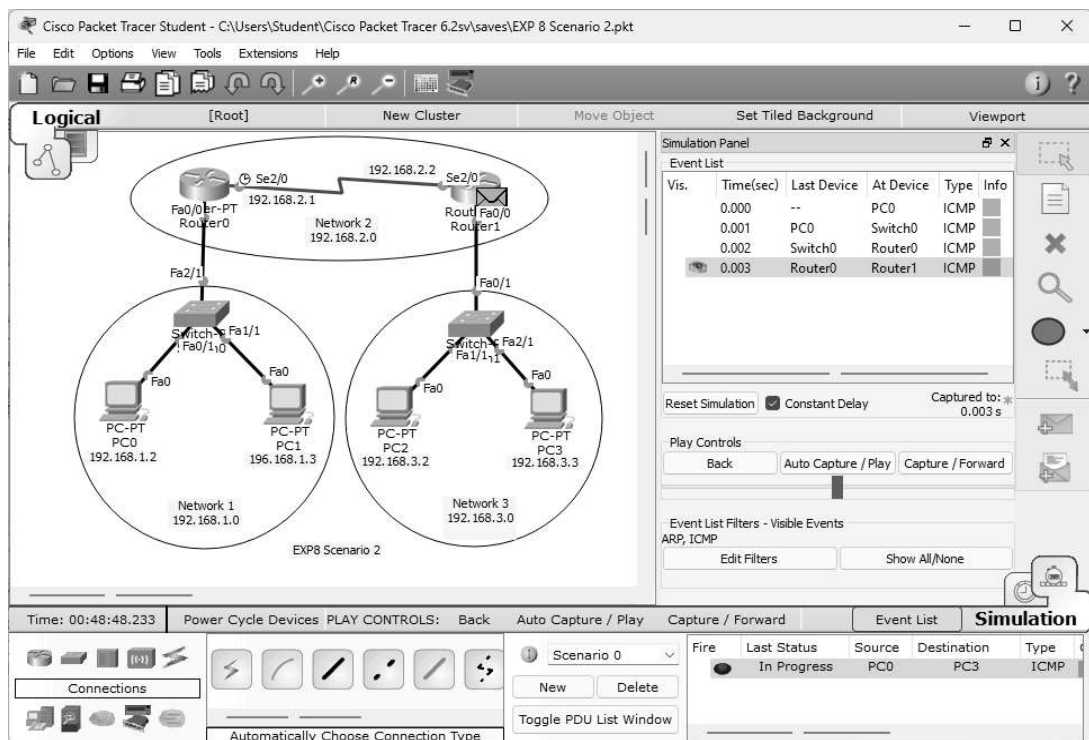 Cisco Packet Tracer Student - C:\Users\Student\Cisco Packet Tracer 6.2sv\saves\EXP 8 Scenario 2.pkt
File Edit Options View Tools Extensions Help
Logical [Root] New Cluster Move Object Set Tiled Background Viewport
Se2/0 192.168.2.2 Se2/0
192.168.2.1
Fa0/0 er-PT Fa0/0
Router0 Router1
Network 2
192.168.2.0
Fa2/1 Fa0/1
Fa1/1 Fa2/1
Fa0/1 Fa1/1
Fa0 Fa0 Fa0 Fa0
PC-PT PC-PT PC-PT PC-PT
PC0 PC1 PC2 PC3
192.168.1.2 196.168.1.3 192.168.3.2 192.168.3.3
Network 1 Network 3
192.168.1.0 192.168.3.0
EXP8 Scenario 2
Simulation Panel
Event List
Vis. Time(sec) Last Device At Device Type Info
0.000 -- PC0 ICMP
0.001 PC0 Switch0 ICMP
0.002 Switch0 Router0 ICMP
0.003 Router0 Router1 ICMP
Reset Simulation Constant Delay Captured to: *
0.003 s
Play Controls
Back Auto Capture / Play Capture / Forward
Event List Filters - Visible Events
ARP, ICMP
Edit Filters Show All/None
Time: 00:48:48.233 Power Cycle Devices PLAY CONTROLS: Back Auto Capture / Play Capture / Forward Event List Simulation
Connections
Automatically Choose Connection Type
Scenario 0
New Delete
Toggle PDU List Window
Fire Last Status Source Destination Type
In Progress PC0 PC3 ICMP